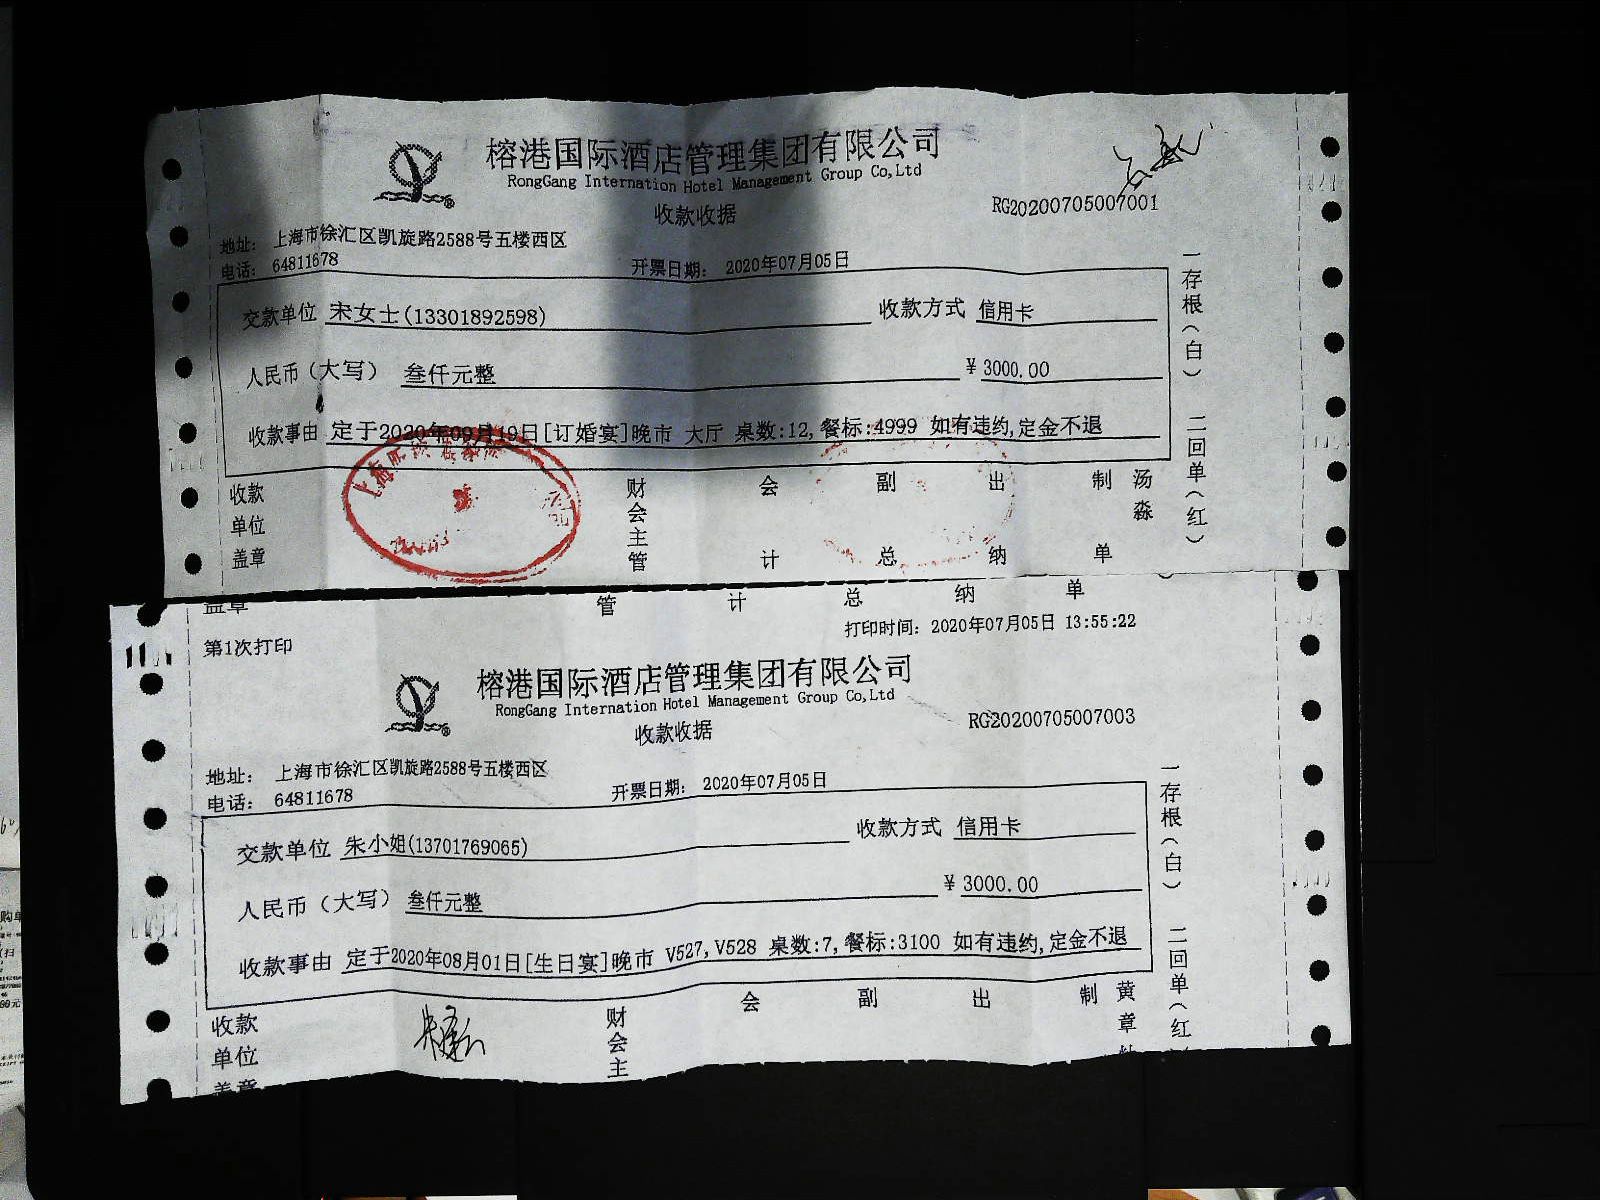 榕港国际酒店管理集团有限公司
RongGang Internation Hotel Management Group Co,Ltd
收款收据
RG20200705007001
地址： 上海市徐汇区凯旋路2588号五楼西区
电话： 64811678
开票日期： 2020年07月05日
交款单位 宋女士(13301892598) 收款方式 信用卡
人民币（大写） 叁仟元整 ¥ 3000.00
收款事由 定于2020年09月19日[订婚宴]晚市 大厅 桌数:12,餐标:4999 如有违约,定金不退
收款单位盖章 财会主管 会计 副总 出纳 制单 汤淼
一存根（白） 二回单（红）
盖章 管 计 总 纳 单
第1次打印
打印时间： 2020年07月05日 13:55:22
榕港国际酒店管理集团有限公司
RongGang Internation Hotel Management Group Co,Ltd
收款收据
RG20200705007003
地址： 上海市徐汇区凯旋路2588号五楼西区
电话： 64811678
开票日期： 2020年07月05日
交款单位 朱小姐(13701769065) 收款方式 信用卡
人民币（大写） 叁仟元整 ¥ 3000.00
收款事由 定于2020年08月01日[生日宴]晚市 V527,V528 桌数:7,餐标:3100 如有违约,定金不退
收款单位盖章 财会主 会 副 出 制 黄章
一存根（白） 二回单（红